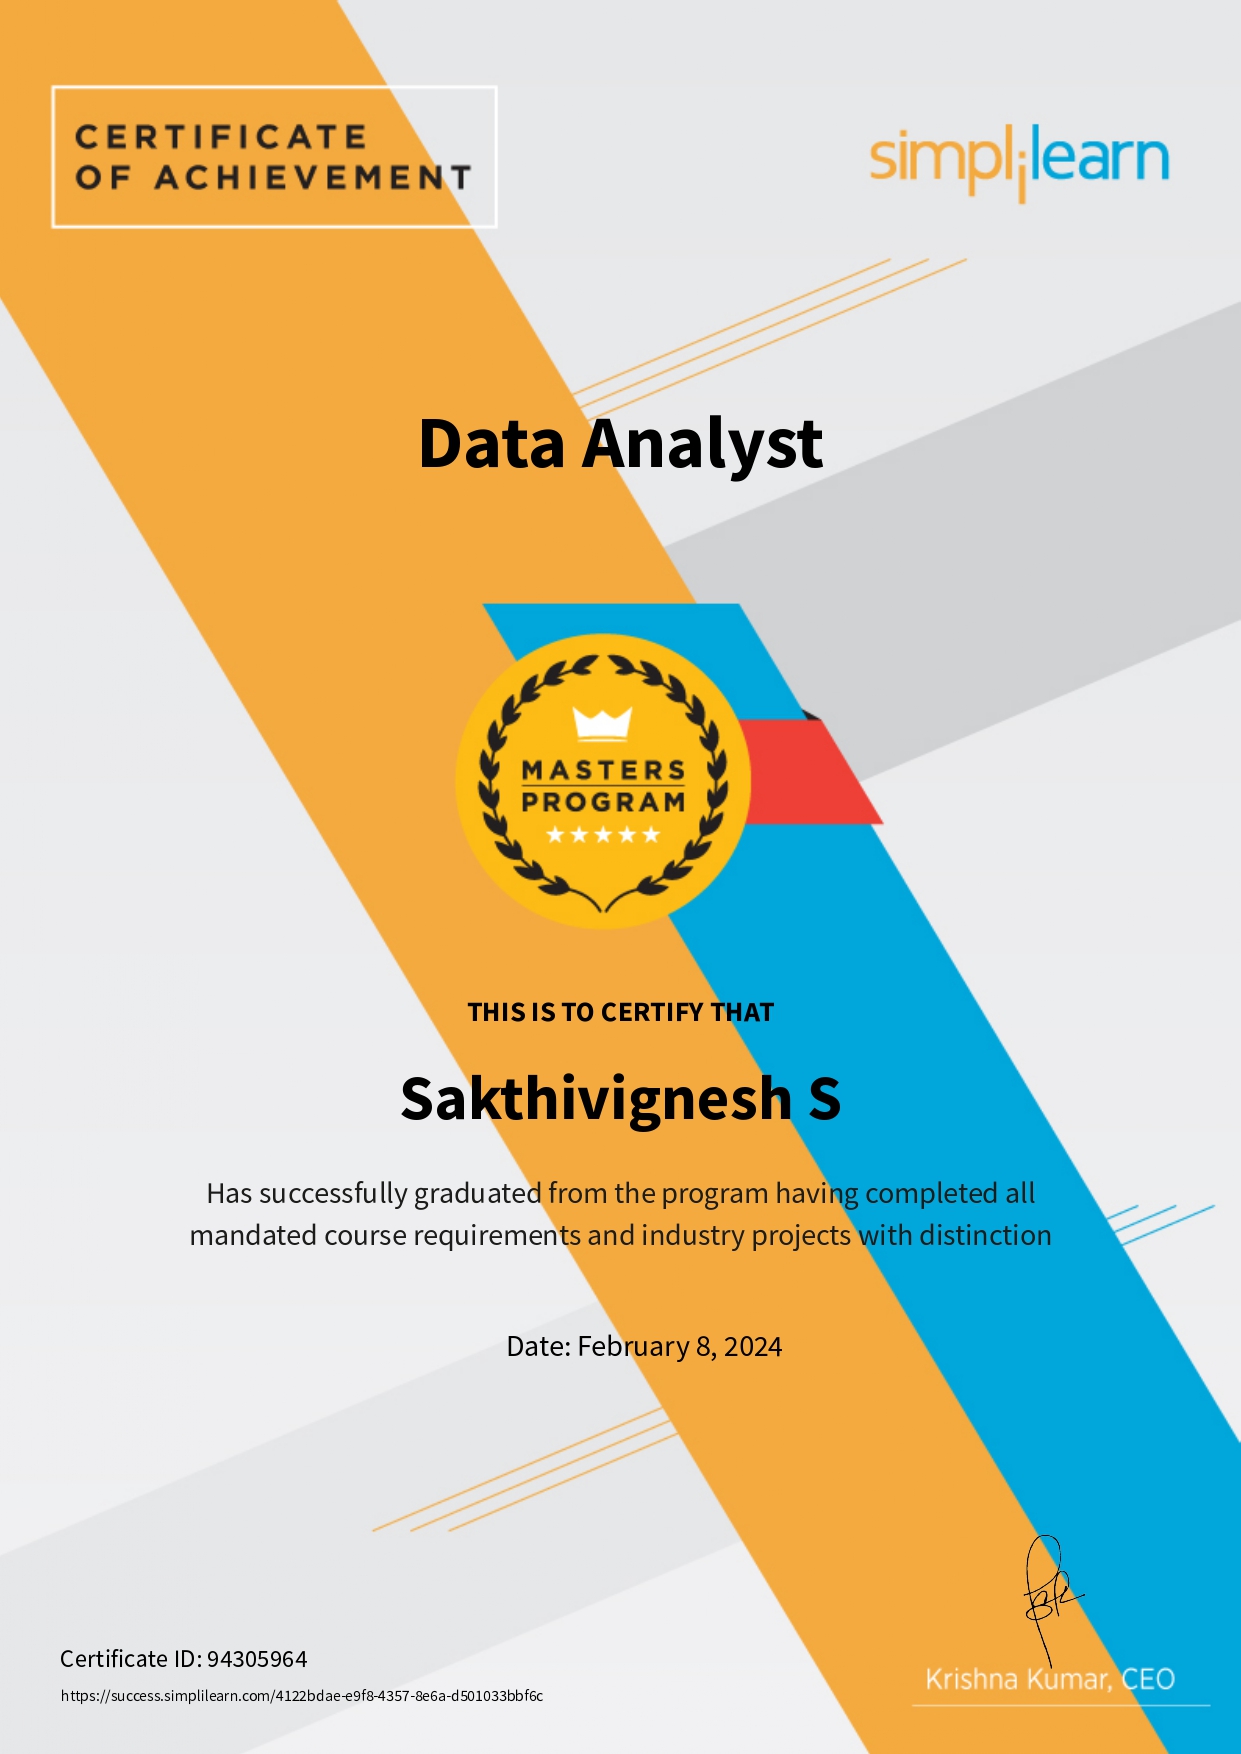 CERTIFICATE
OF ACHIEVEMENT
simplilearn
Data Analyst
MASTERS
PROGRAM
THIS IS TO CERTIFY THAT
Sakthivignesh S
Has successfully graduated from the program having completed all
mandated course requirements and industry projects with distinction
Date: February 8, 2024
Certificate ID: 94305964
https://success.simplilearn.com/4122bdae-e9f8-4357-8e6a-d501033bbf6c
Krishna Kumar, CEO